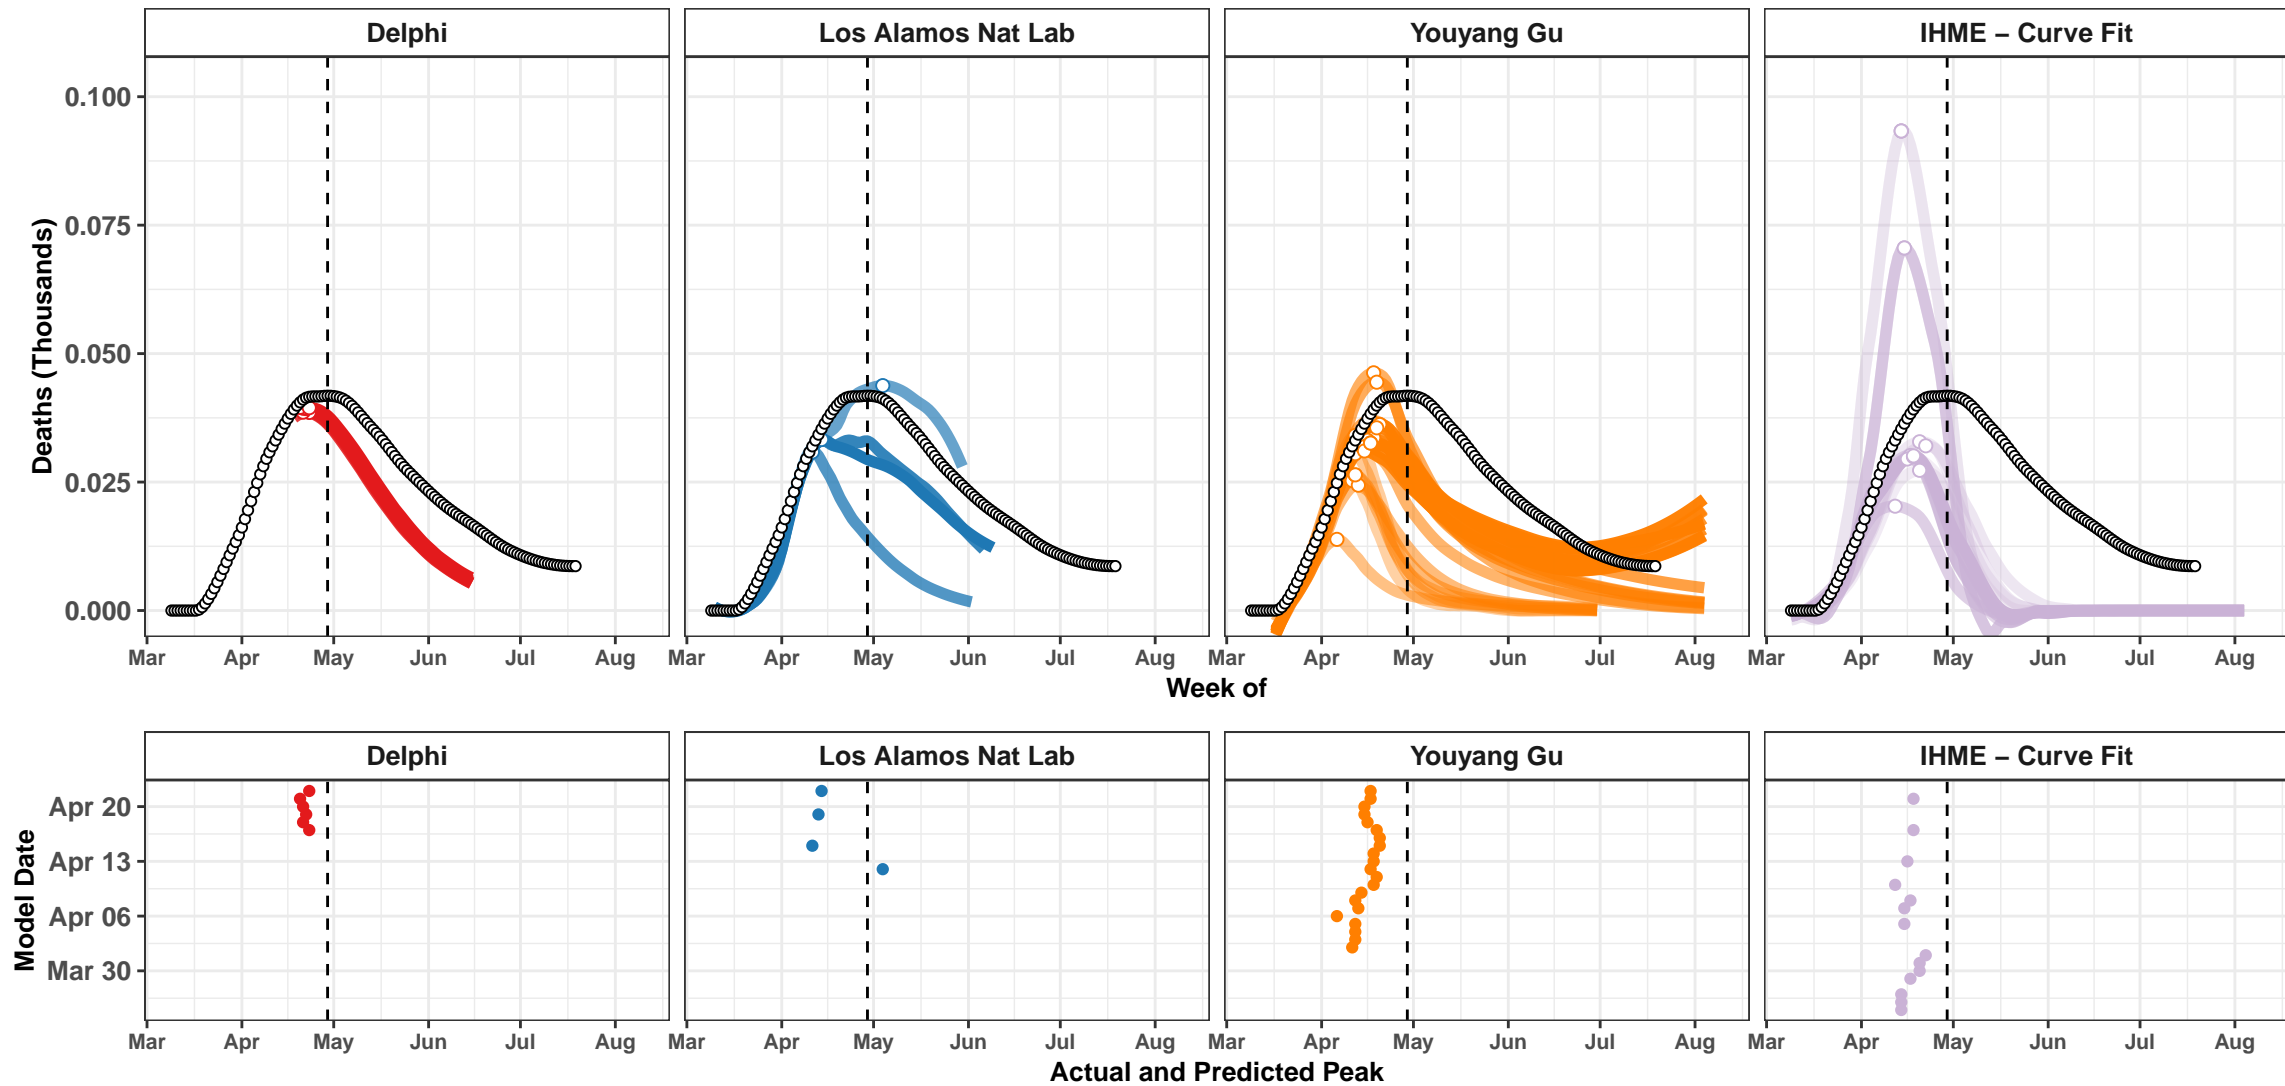 Delphi
Los Alamos Nat Lab
Youyang Gu
IHME – Curve Fit
Deaths (Thousands)
0.100
0.075
0.050
0.025
0.000
Mar Apr May Jun Jul Aug
Mar Apr May Jun Jul Aug
Mar Apr May Jun Jul Aug
Mar Apr May Jun Jul Aug
Week of
Delphi
Los Alamos Nat Lab
Youyang Gu
IHME – Curve Fit
Model Date
Apr 20
Apr 13
Apr 06
Mar 30
Mar Apr May Jun Jul Aug
Mar Apr May Jun Jul Aug
Mar Apr May Jun Jul Aug
Mar Apr May Jun Jul Aug
Actual and Predicted Peak